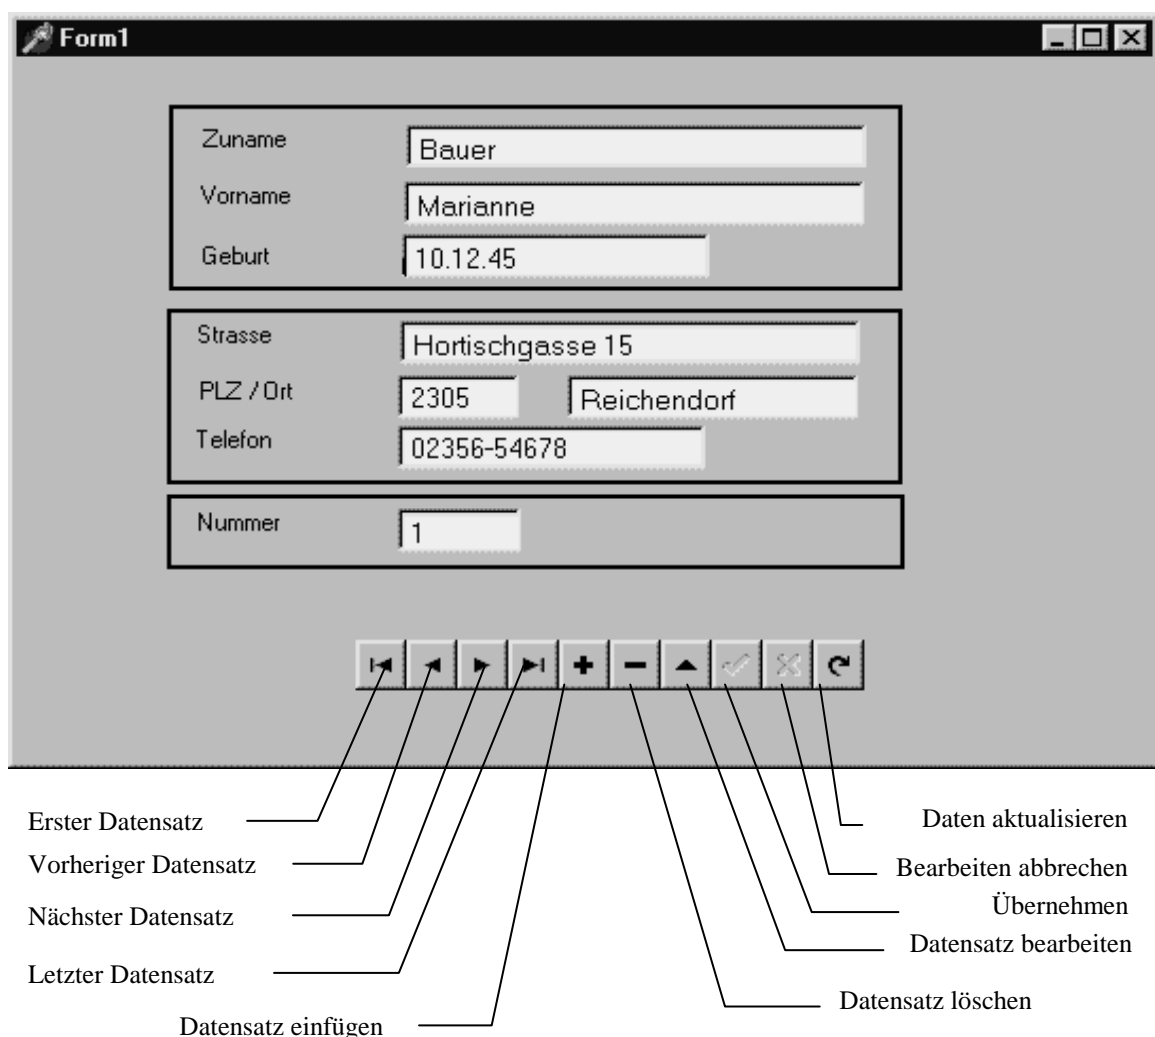 Form1
Zuname Bauer
Vorname Marianne
Geburt 10.12.45
Strasse Hortischgasse 15
PLZ / Ort 2305 Reichendorf
Telefon 02356-54678
Nummer 1
Erster Datensatz
Vorheriger Datensatz
Nächster Datensatz
Letzter Datensatz
Datensatz einfügen
Daten aktualisieren
Bearbeiten abbrechen
Übernehmen
Datensatz bearbeiten
Datensatz löschen